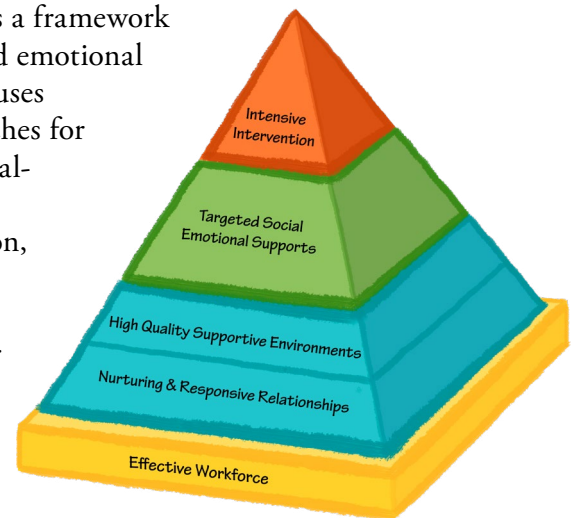 s a framework
d emotional
uses
hes for
al-
on,
.
Intensive
Intervention
Targeted Social
Emotional Supports
High Quality Supportive Environments
Nurturing & Responsive Relationships
Effective Workforce